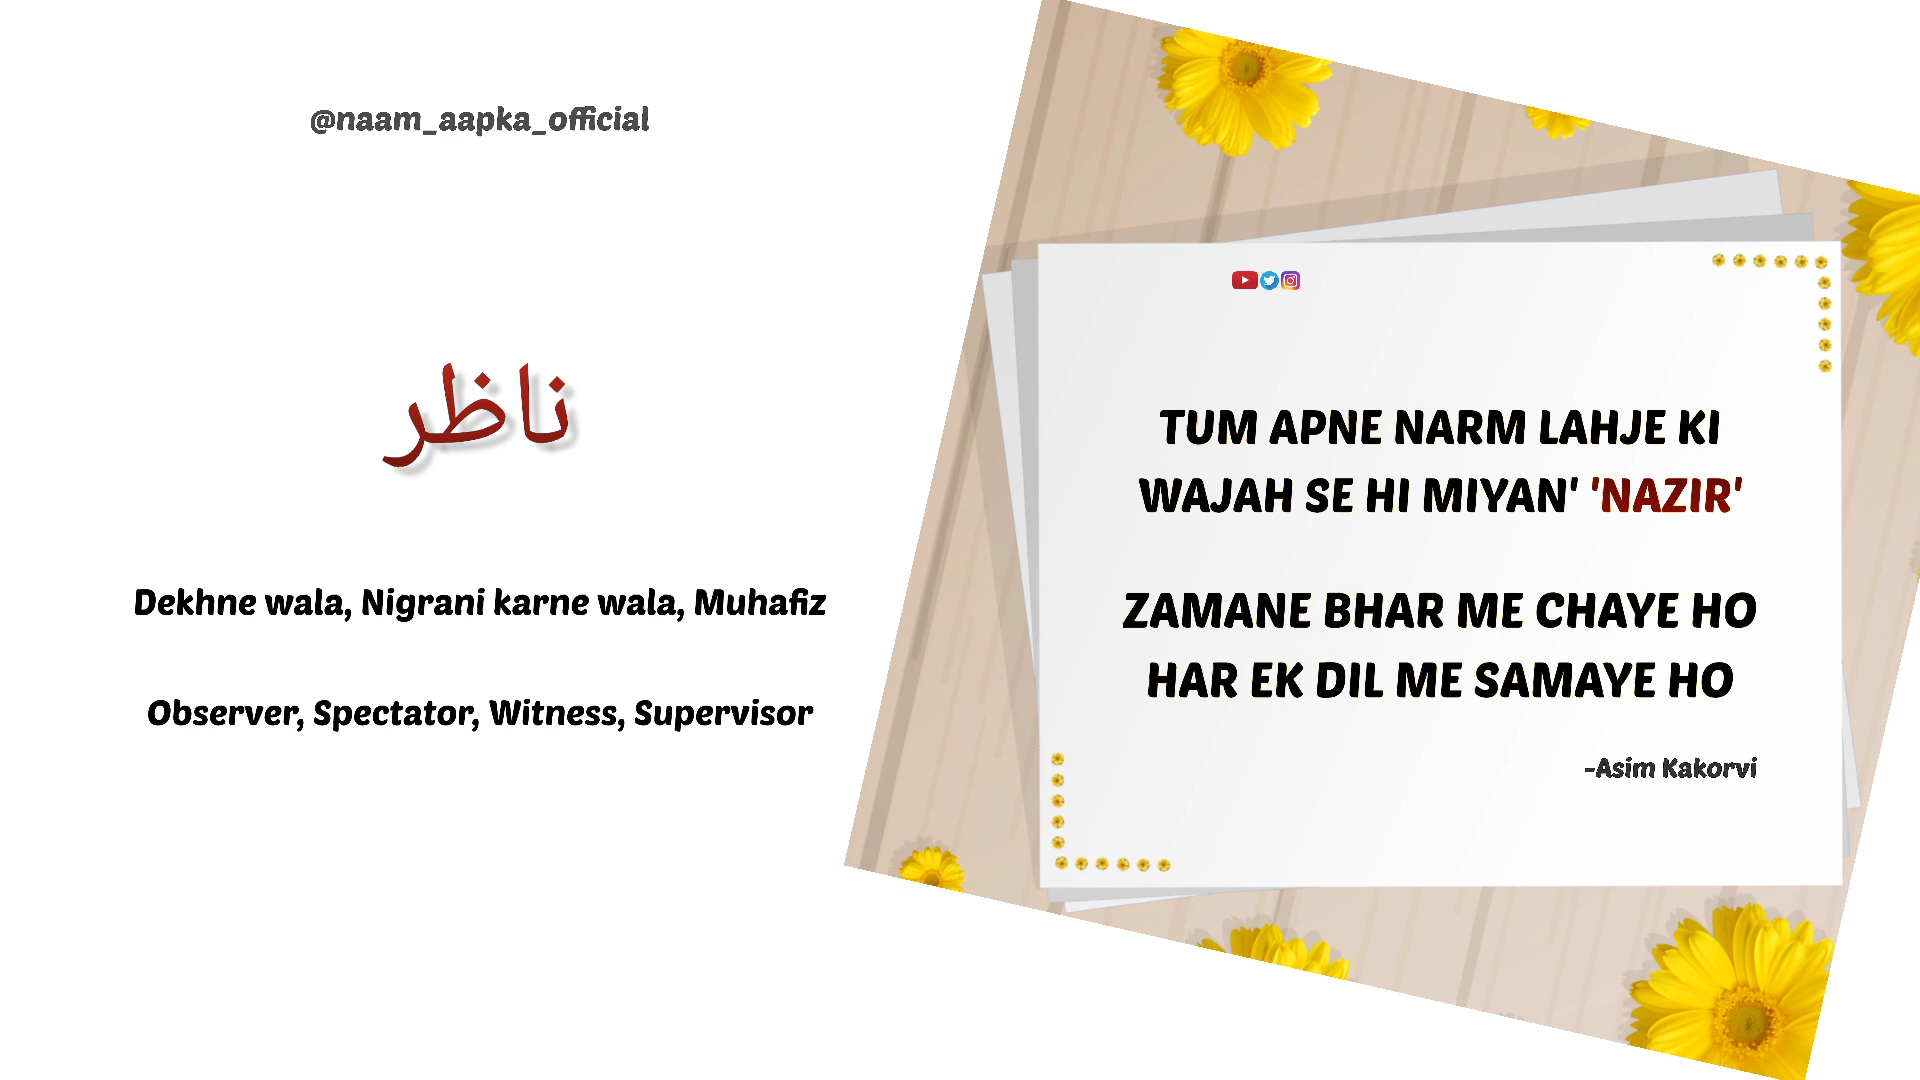 @naam_aapka_official
ناظر
Dekhne wala, Nigrani karne wala, Muhafiz
Observer, Spectator, Witness, Supervisor
TUM APNE NARM LAHJE KI
WAJAH SE HI MIYAN' 'NAZIR'
ZAMANE BHAR ME CHAYE HO
HAR EK DIL ME SAMAYE HO
-Asim Kakorvi